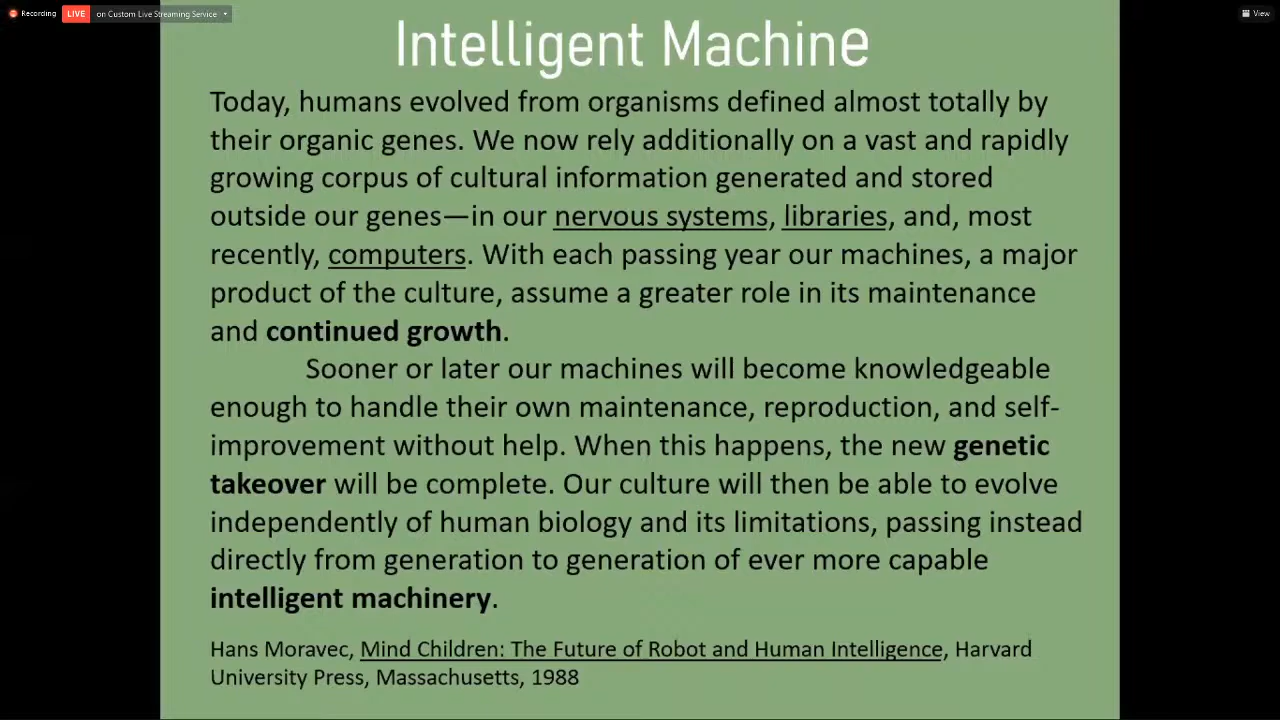 Recording LIVE on Custom Live Streaming Service
View
Intelligent Machine
Today, humans evolved from organisms defined almost totally by
their organic genes. We now rely additionally on a vast and rapidly
growing corpus of cultural information generated and stored
outside our genes—in our nervous systems, libraries, and, most
recently, computers. With each passing year our machines, a major
product of the culture, assume a greater role in its maintenance
and continued growth.
Sooner or later our machines will become knowledgeable
enough to handle their own maintenance, reproduction, and self-
improvement without help. When this happens, the new genetic
takeover will be complete. Our culture will then be able to evolve
independently of human biology and its limitations, passing instead
directly from generation to generation of ever more capable
intelligent machinery.
Hans Moravec, Mind Children: The Future of Robot and Human Intelligence, Harvard
University Press, Massachusetts, 1988